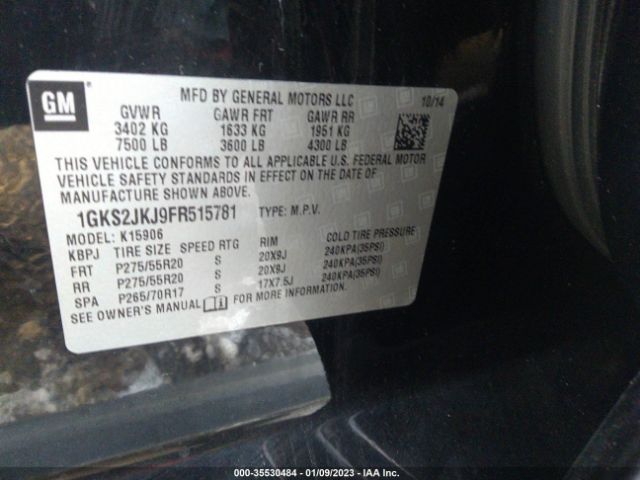 GM
MFD BY GENERAL MOTORS LLC
10/14
GVWR GAWR FRT GAWR RR
3402 KG 1633 KG 1951 KG
7500 LB 3600 LB 4300 LB
THIS VEHICLE CONFORMS TO ALL APPLICABLE U.S. FEDERAL MOTOR
VEHICLE SAFETY STANDARDS IN EFFECT ON THE DATE OF
MANUFACTURE SHOWN ABOVE.
1GKS2JKJ9FR515781 TYPE: M.P.V.
MODEL: K15906
KBPJ TIRE SIZE SPEED RTG RIM COLD TIRE PRESSURE
FRT P275/55R20 S 20X9J 240KPA(35PSI)
RR P275/55R20 S 20X9J 240KPA(35PSI)
SPA P265/70R17 S 17X7.5J 240KPA(35PSI)
SEE OWNER'S MANUAL FOR MORE INFORMATION.
000-35530484 - 01/09/2023 - IAA Inc.